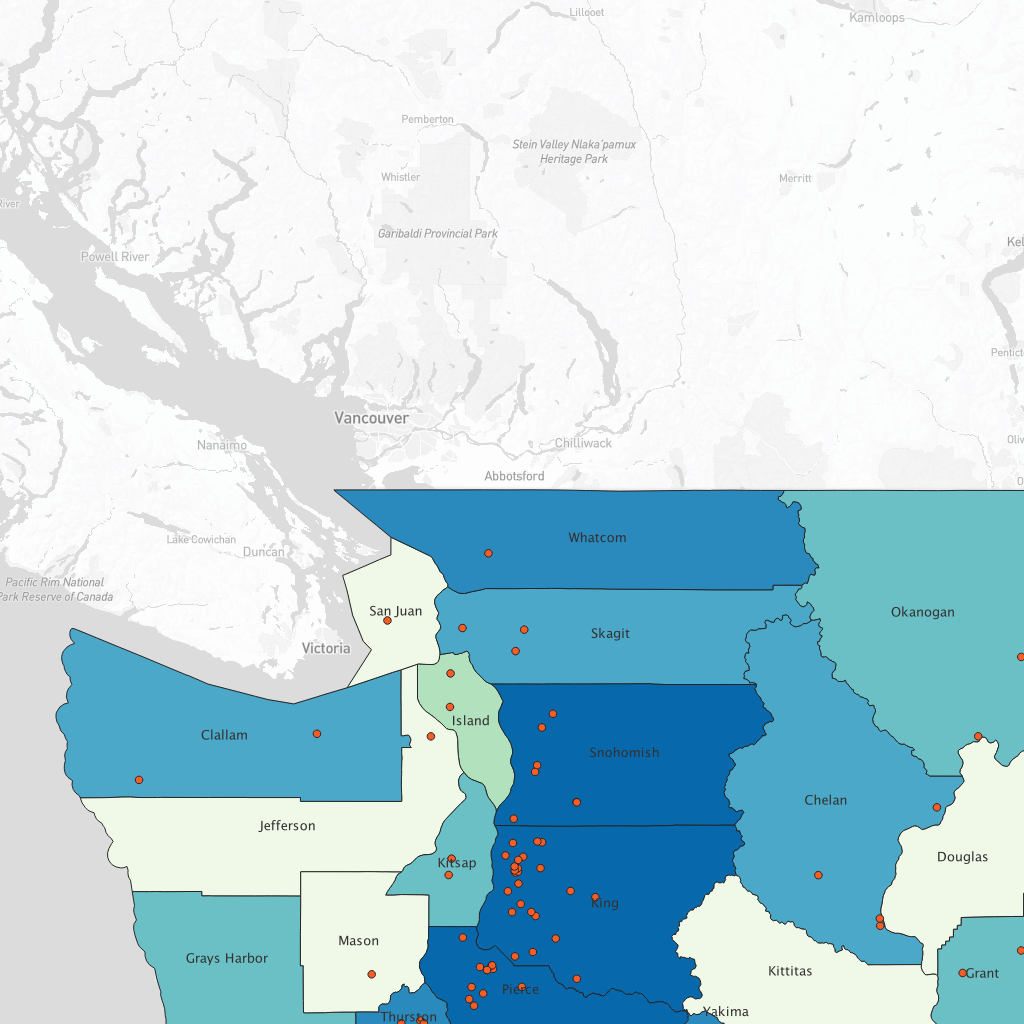 Lillooet
Kamloops
Pemberton
Stein Valley Nlaka'pamux
Heritage Park
Whistler
Merritt
River
Garibaldi Provincial Park
Kel
Powell River
Pentict
Vancouver
Nanaimo
Chilliwack
Oliv
Abbotsford
O
Whatcom
Lake Cowichan
Duncan
Pacific Rim National
Park Reserve of Canada
San Juan
Okanogan
Skagit
Victoria
Island
Clallam
Snohomish
Chelan
Jefferson
Douglas
Kitsap
King
Mason
Grays Harbor
Kittitas
Grant
Pierce
Yakima
Thurston